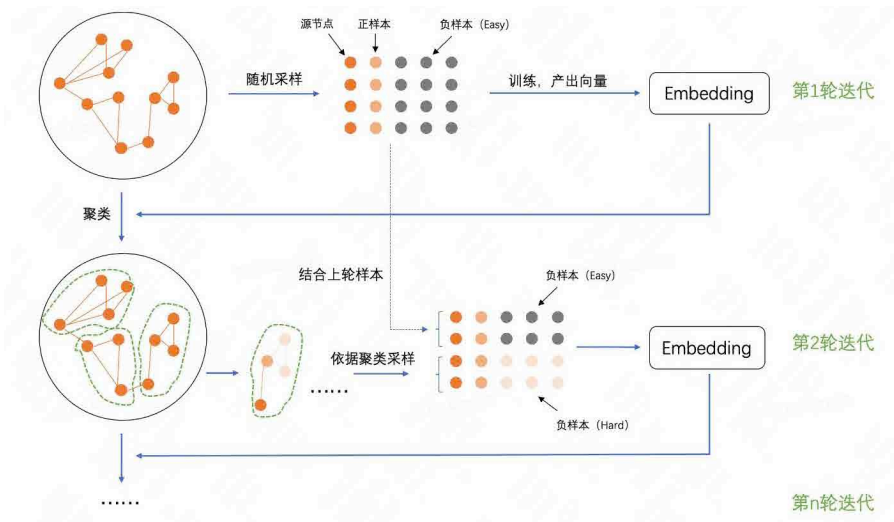 源节点
正样本
负样本（Easy）
随机采样
训练，产出向量
Embedding
第1轮迭代
聚类
结合上轮样本
负样本（Easy）
依据聚类采样
Embedding
第2轮迭代
......
负样本（Hard）
......
第n轮迭代